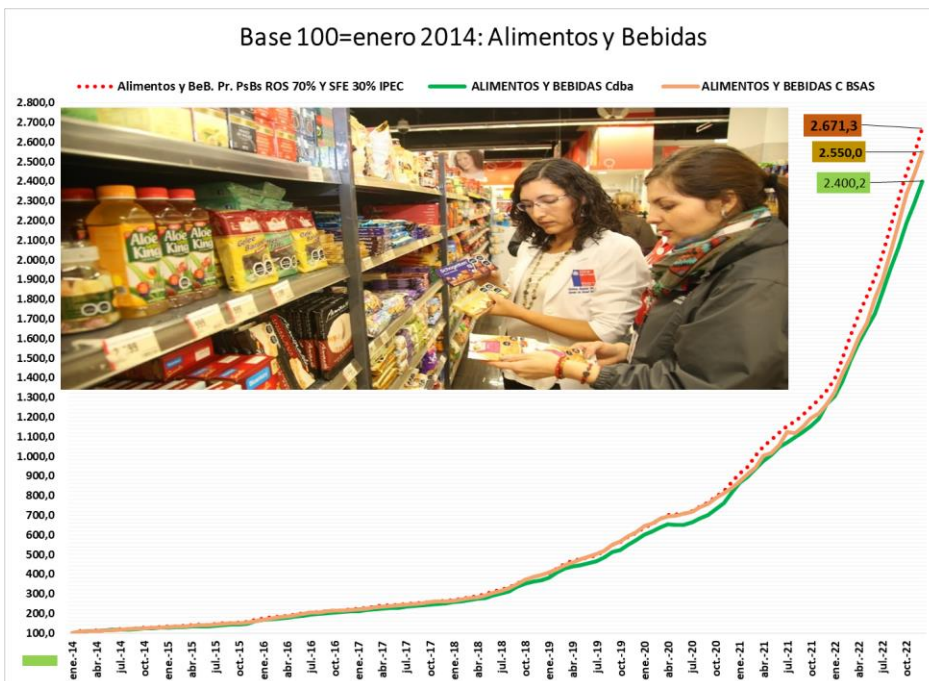 Base 100=enero 2014: Alimentos y Bebidas
Alimentos y BeB. Pr. PsBs ROS 70% Y SFE 30% IPEC
ALIMENTOS Y BEBIDAS Cdba
ALIMENTOS Y BEBIDAS C BSAS
2.800,0
2.700,0
2.600,0
2.500,0
2.400,0
2.300,0
2.200,0
2.100,0
2.000,0
1.900,0
1.800,0
1.700,0
1.600,0
1.500,0
1.400,0
1.300,0
1.200,0
1.100,0
1.000,0
900,0
800,0
700,0
600,0
500,0
400,0
300,0
200,0
100,0
2.671,3
2.550,0
2.400,2
Aloe
King
Aloe
King
ene.-14
abr.-14
jul.-14
oct.-14
ene.-15
abr.-15
jul.-15
oct.-15
ene.-16
abr.-16
jul.-16
oct.-16
ene.-17
abr.-17
jul.-17
oct.-17
ene.-18
abr.-18
jul.-18
oct.-18
ene.-19
abr.-19
jul.-19
oct.-19
ene.-20
abr.-20
jul.-20
oct.-20
ene.-21
abr.-21
jul.-21
oct.-21
ene.-22
abr.-22
jul.-22
oct.-22